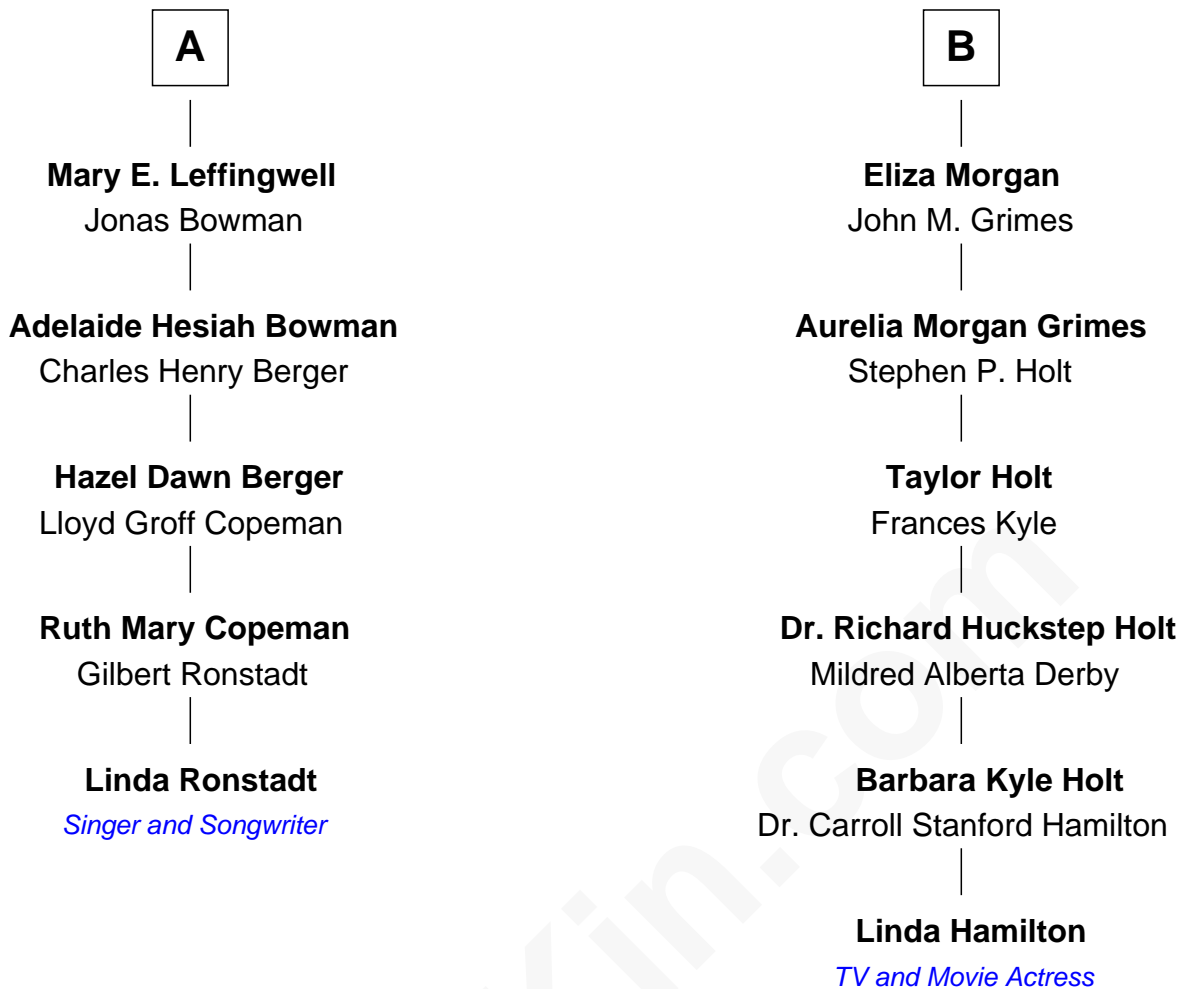 A
Mary E. Leffingwell
Jonas Bowman
Adelaide Hesiah Bowman
Charles Henry Berger
Hazel Dawn Berger
Lloyd Groff Copeman
Ruth Mary Copeman
Gilbert Ronstadt
Linda Ronstadt
Singer and Songwriter
B
Eliza Morgan
John M. Grimes
Aurelia Morgan Grimes
Stephen P. Holt
Taylor Holt
Frances Kyle
Dr. Richard Huckstep Holt
Mildred Alberta Derby
Barbara Kyle Holt
Dr. Carroll Stanford Hamilton
Linda Hamilton
TV and Movie Actress
Kin.com